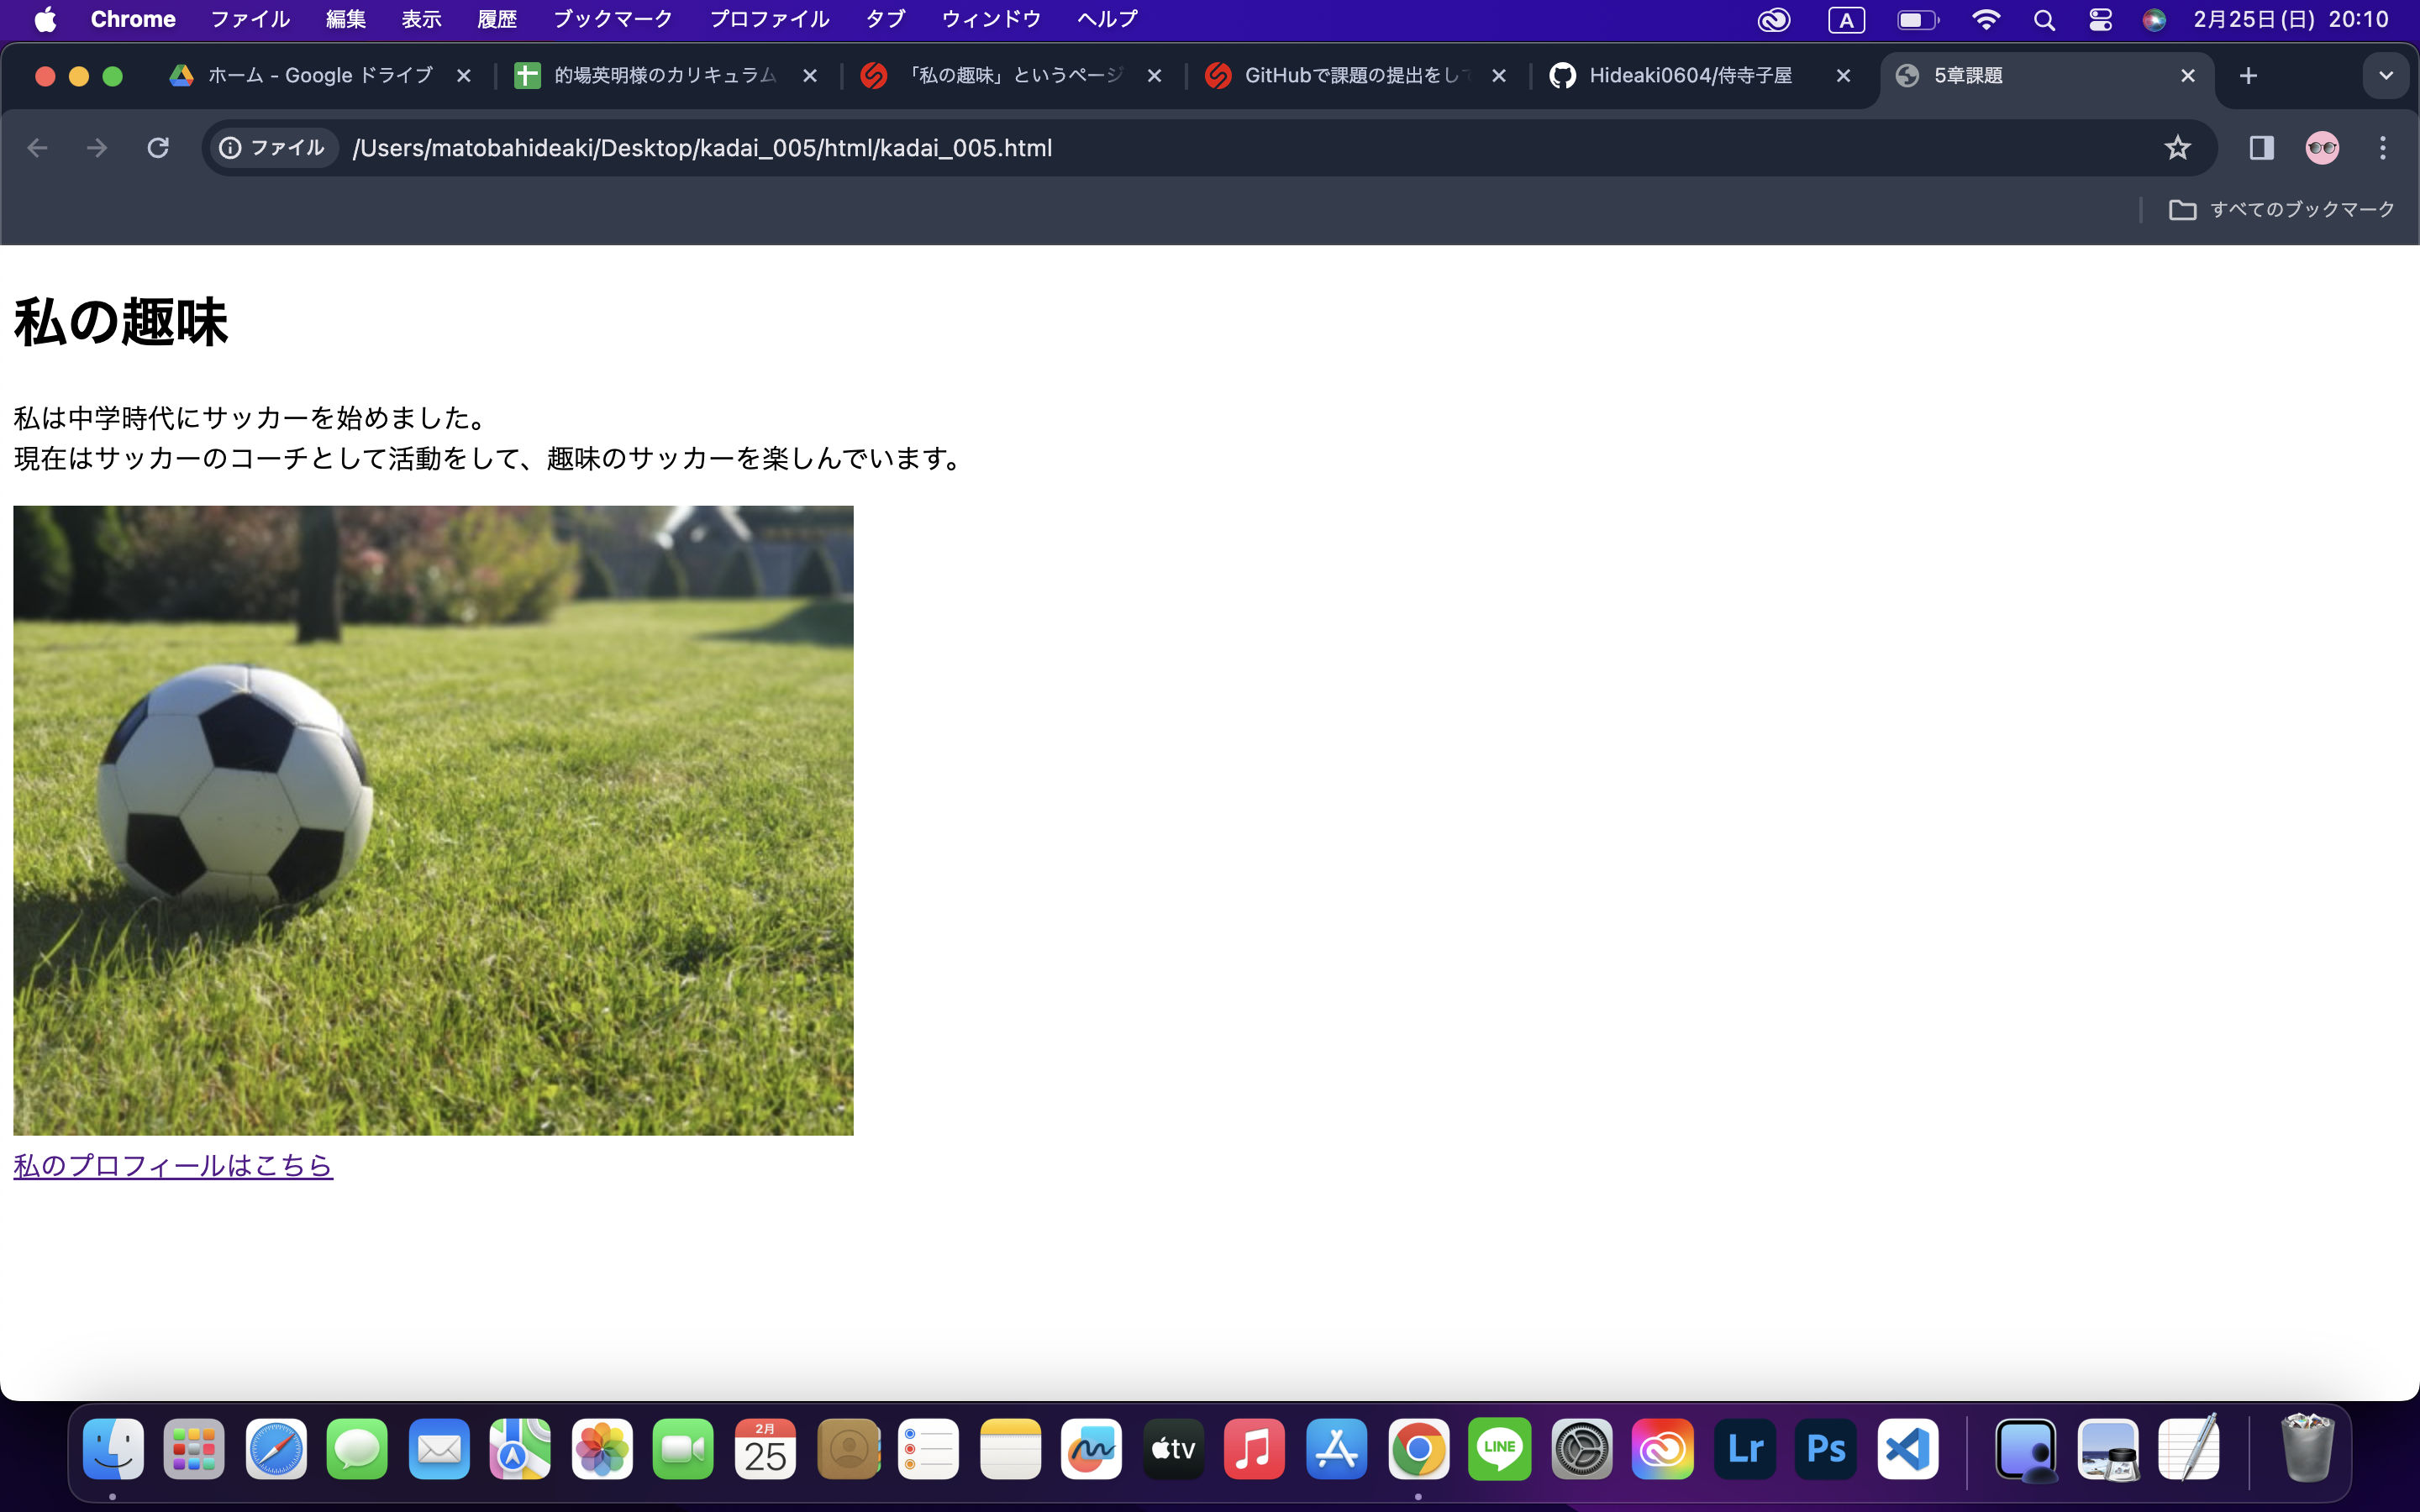 Chrome ファイル 編集 表示 履歴 ブックマーク プロファイル タブ ウィンドウ ヘルプ A 2月25日(日) 20:10
ホーム - Google ドライブ 的場英明様のカリキュラム 「私の趣味」というページ GitHubで課題の提出をし Hideaki0604/侍寺子屋 5章課題
ファイル /Users/matobahideaki/Desktop/kadai_005/html/kadai_005.html
すべてのブックマーク
私の趣味
私は中学時代にサッカーを始めました。
現在はサッカーのコーチとして活動をして、趣味のサッカーを楽しんでいます。
私のプロフィールはこちら
2月
25
tv
LINE
Lr
Ps